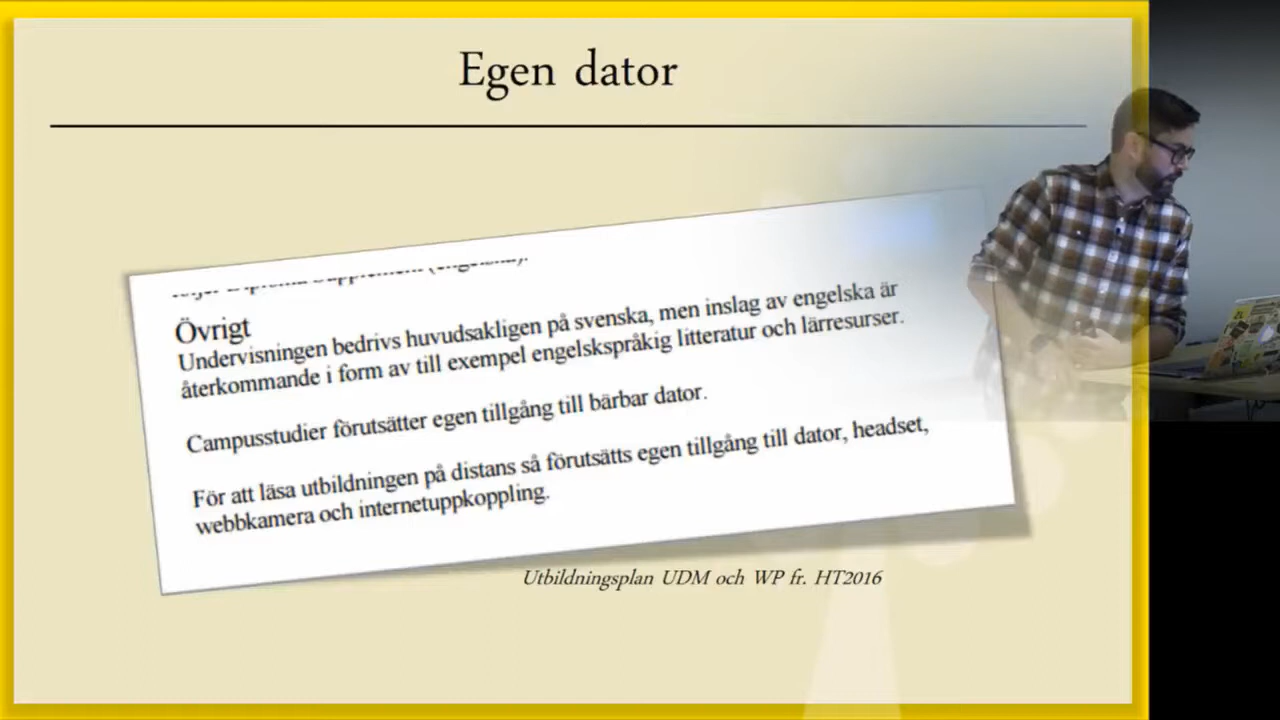 Egen dator
Övrigt
Undervisningen bedrivs huvudsakligen på svenska, men inslag av engelska är
återkommande i form av till exempel engelskspråkig litteratur och lärresurser.
Campusstudier förutsätter egen tillgång till bärbar dator.
För att läsa utbildningen på distans så förutsätts egen tillgång till dator, headset,
webbkamera och internetuppkoppling.
Utbildningsplan UDM och WP fr. HT2016